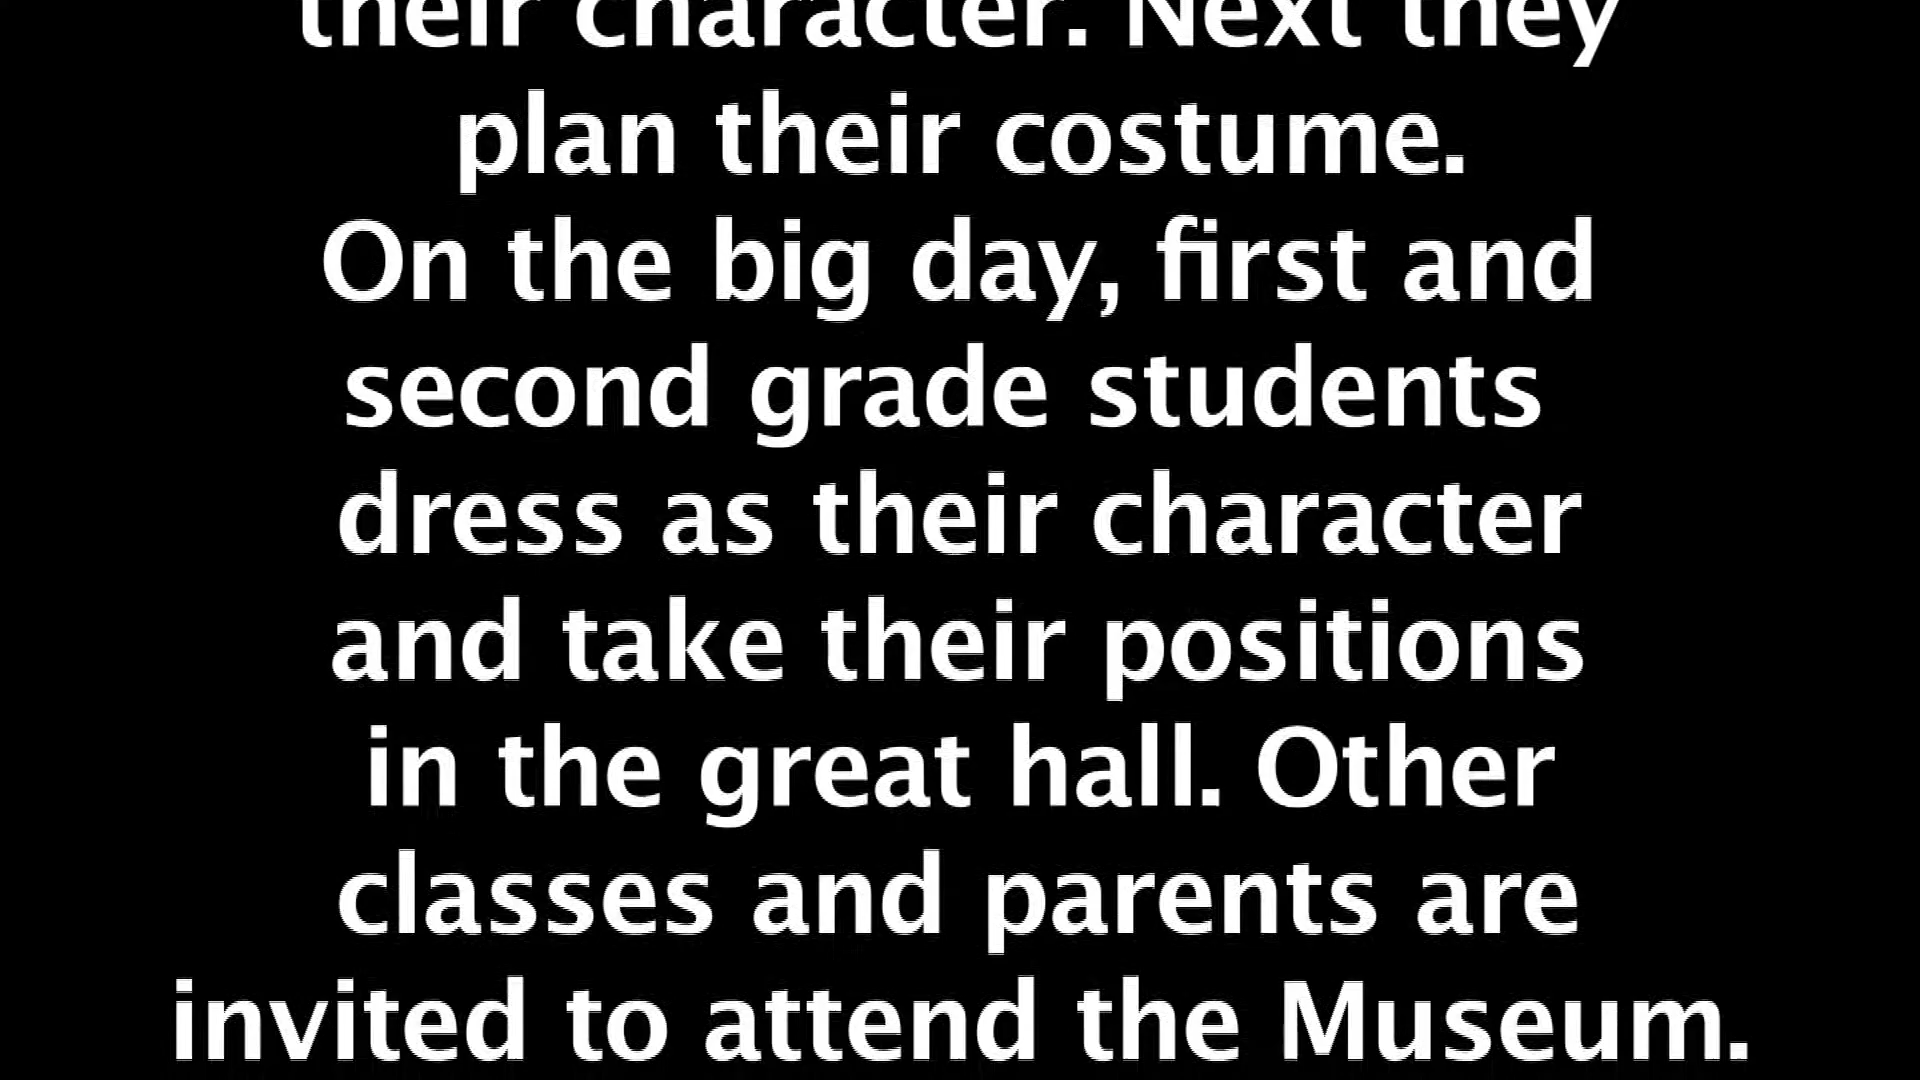 their character. Next they
plan their costume.
On the big day, first and
second grade students
dress as their character
and take their positions
in the great hall. Other
classes and parents are
invited to attend the Museum.